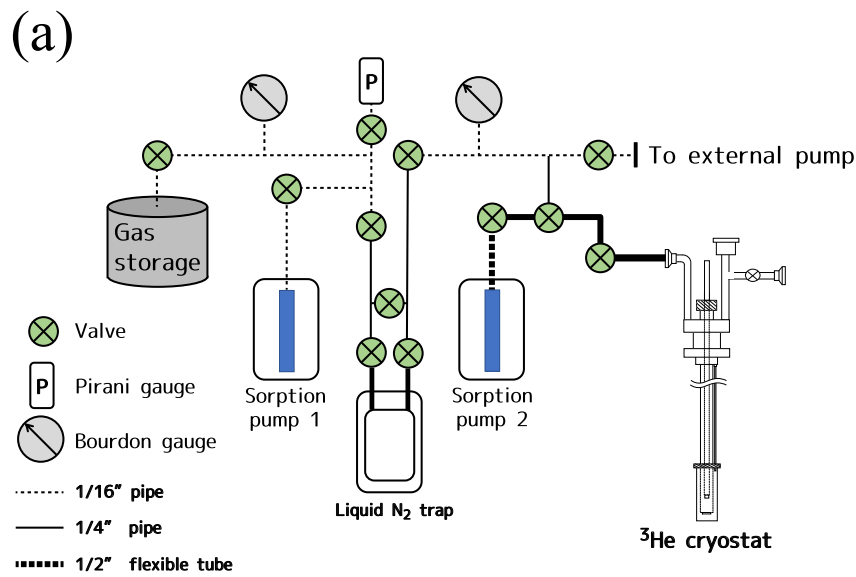 (a)
P
To external pump
Gas
storage
Valve
P
Pirani gauge
Bourdon gauge
1/16” pipe
1/4” pipe
1/2” flexible tube
Sorption
pump 1
Sorption
pump 2
Liquid N₂ trap
³He cryostat